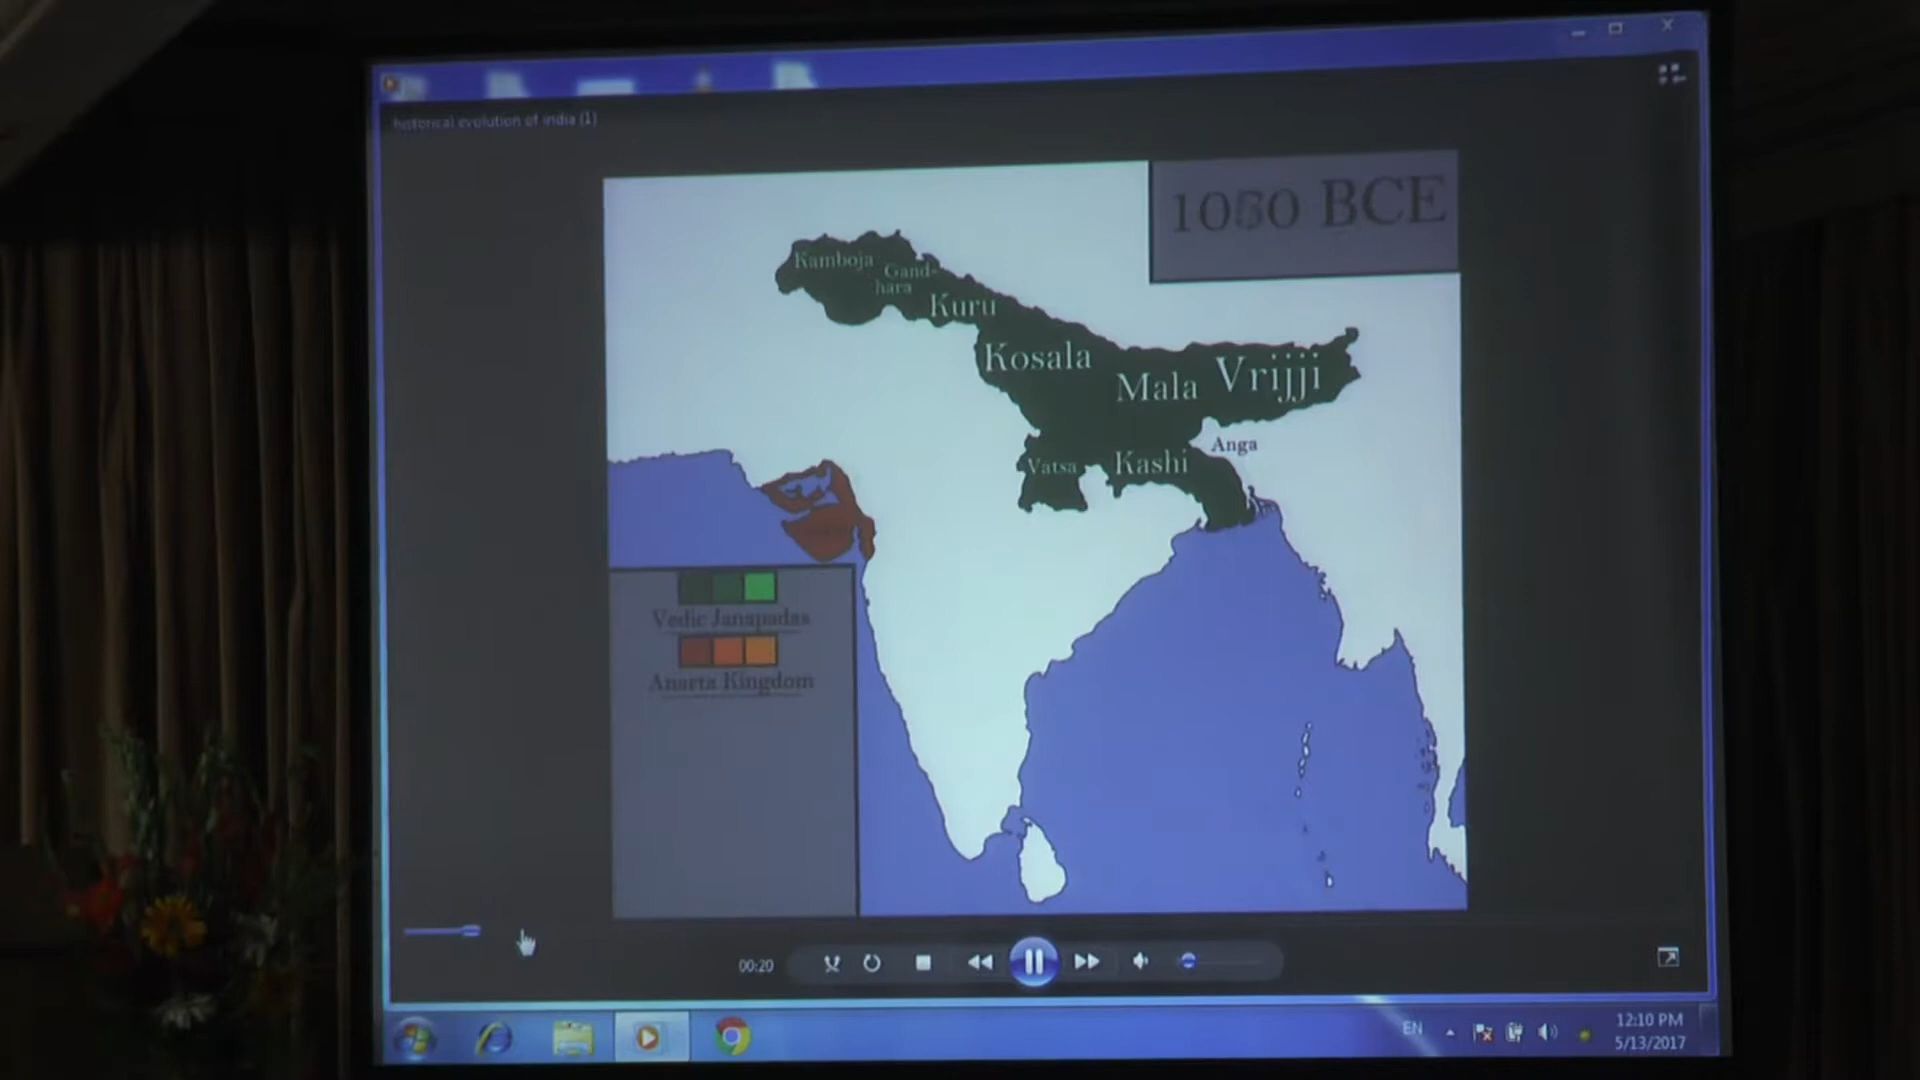 historical evolution of india (1)
BCE
Kamboja
Gand-
hara
Kuru
Kosala
Mala
Vrijji
Anga
Vatsa
Kashi
Vedic Janapadas
Anarta Kingdom
00:20
EN
12:10 PM
5/13/2017